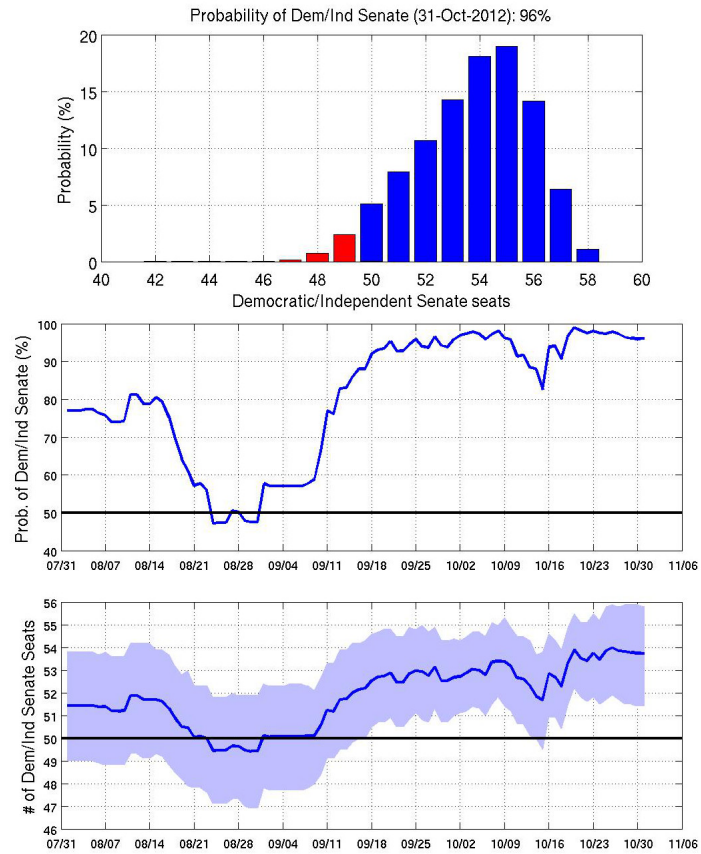 Probability of Dem/Ind Senate (31-Oct-2012): 96%
20
15
10
5
0
Probability (%)
40 42 44 46 48 50 52 54 56 58 60
Democratic/Independent Senate seats
100
90
80
70
60
50
40
Prob. of Dem/Ind Senate (%)
07/31 08/07 08/14 08/21 08/28 09/04 09/11 09/18 09/25 10/02 10/09 10/16 10/23 10/30 11/06
56
55
54
53
52
51
50
49
48
47
46
# of Dem/Ind Senate Seats
07/31 08/07 08/14 08/21 08/28 09/04 09/11 09/18 09/25 10/02 10/09 10/16 10/23 10/30 11/06